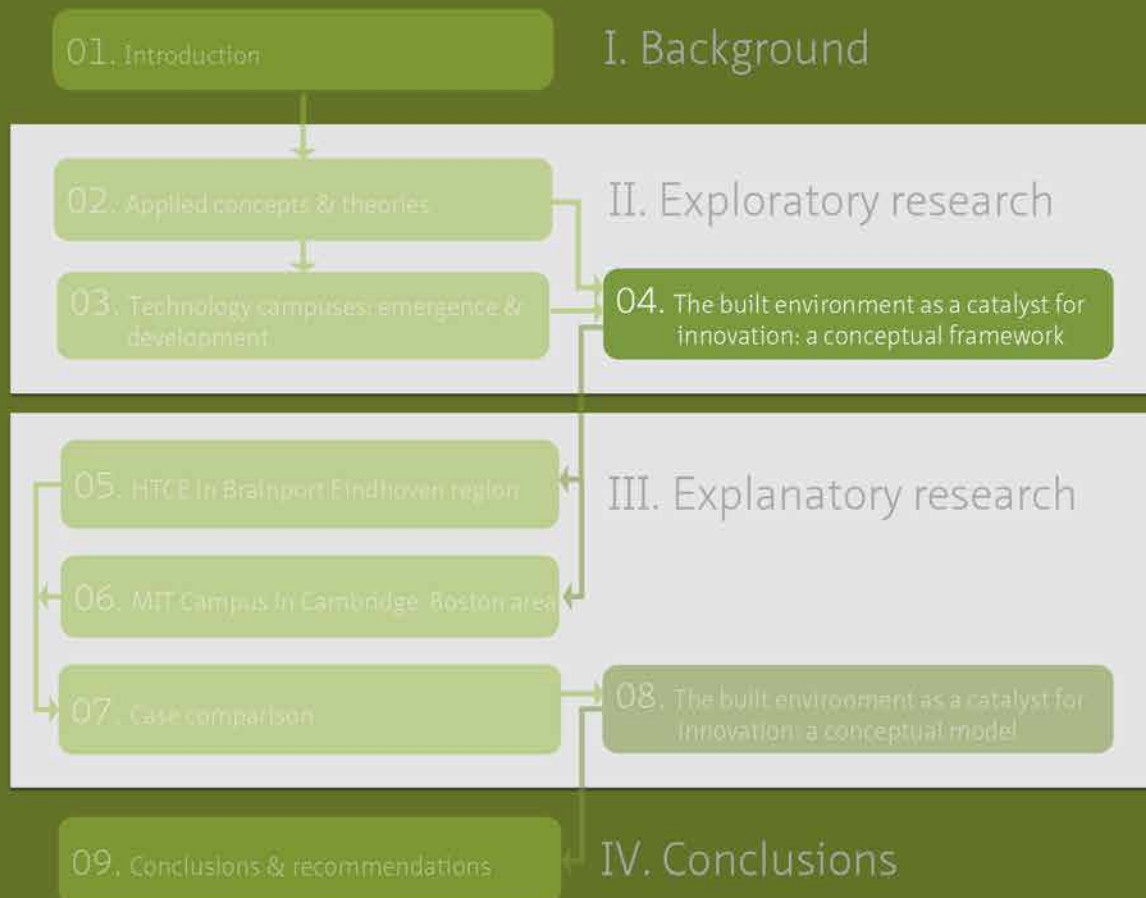 01. Introduction
I. Background
02. Applied concepts & theories
II. Exploratory research
03. Technology campuses: emergence &
development
04. The built environment as a catalyst for
innovation: a conceptual framework
05. HTCE in Brainport Eindhoven region
III. Explanatory research
06. MIT Campus in Cambridge, Boston area
07. Case comparison
08. The built environment as a catalyst for
innovation: a conceptual model
09. Conclusions & recommendations
IV. Conclusions